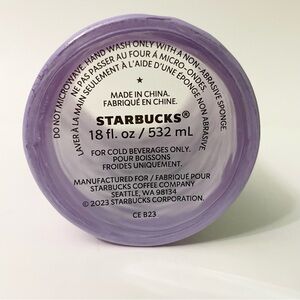 DO NOT MICROWAVE, HAND WASH ONLY WITH A NON-ABRASIVE SPONGE.
NE PAS PASSER AU FOUR À MICRO-ONDES.
LAVER À LA MAIN SEULEMENT À L'AIDE D'UNE ÉPONGE NON ABRASIVE
MADE IN CHINA.
FABRIQUÉ EN CHINE.
STARBUCKS®
18 fl. oz / 532 mL
FOR COLD BEVERAGES ONLY.
POUR BOISSONS
FROIDES UNIQUEMENT.
MANUFACTURED FOR / FABRIQUÉ POUR
STARBUCKS COFFEE COMPANY
SEATTLE, WA 98134
©2023 STARBUCKS CORPORATION.
CE B23